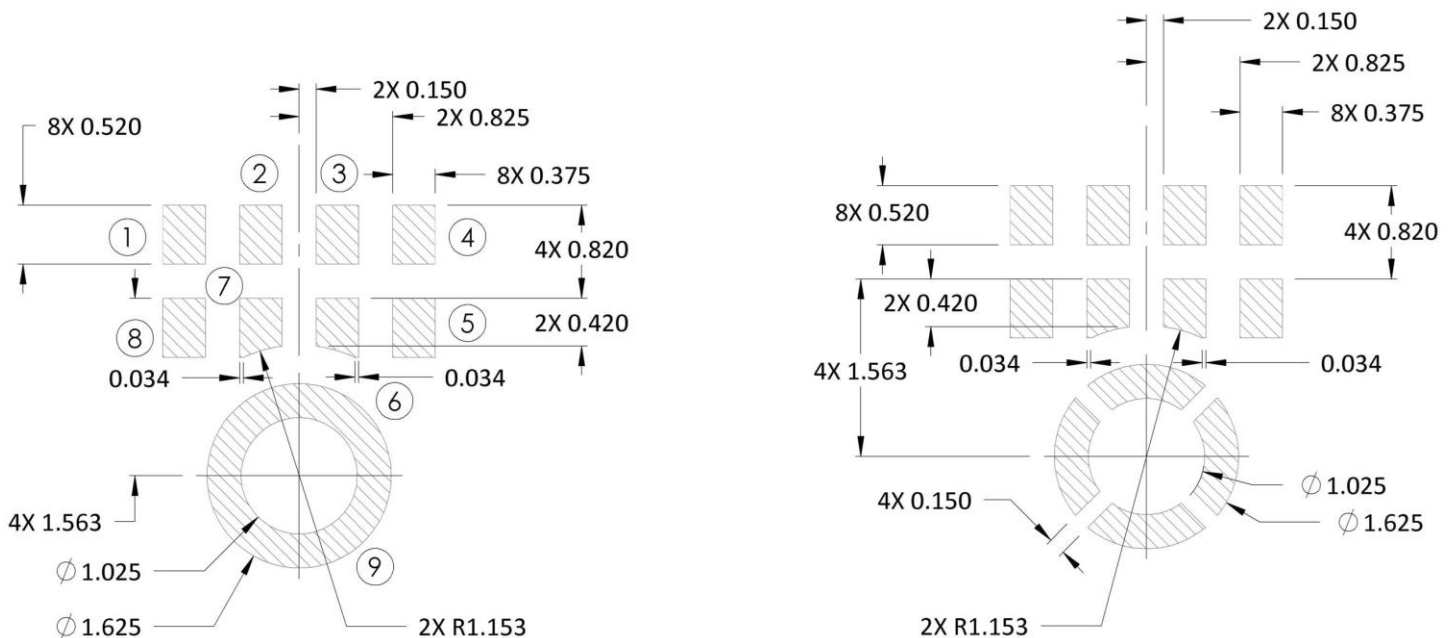 2X 0.150
2X 0.825
8X 0.520
8X 0.375
2
3
1
4
4X 0.820
7
8
5
2X 0.420
0.034
0.034
6
4X 1.563
∅ 1.025
9
∅ 1.625
2X R1.153
2X 0.150
2X 0.825
8X 0.375
8X 0.520
4X 0.820
2X 0.420
0.034
0.034
4X 1.563
4X 0.150
∅ 1.025
∅ 1.625
2X R1.153